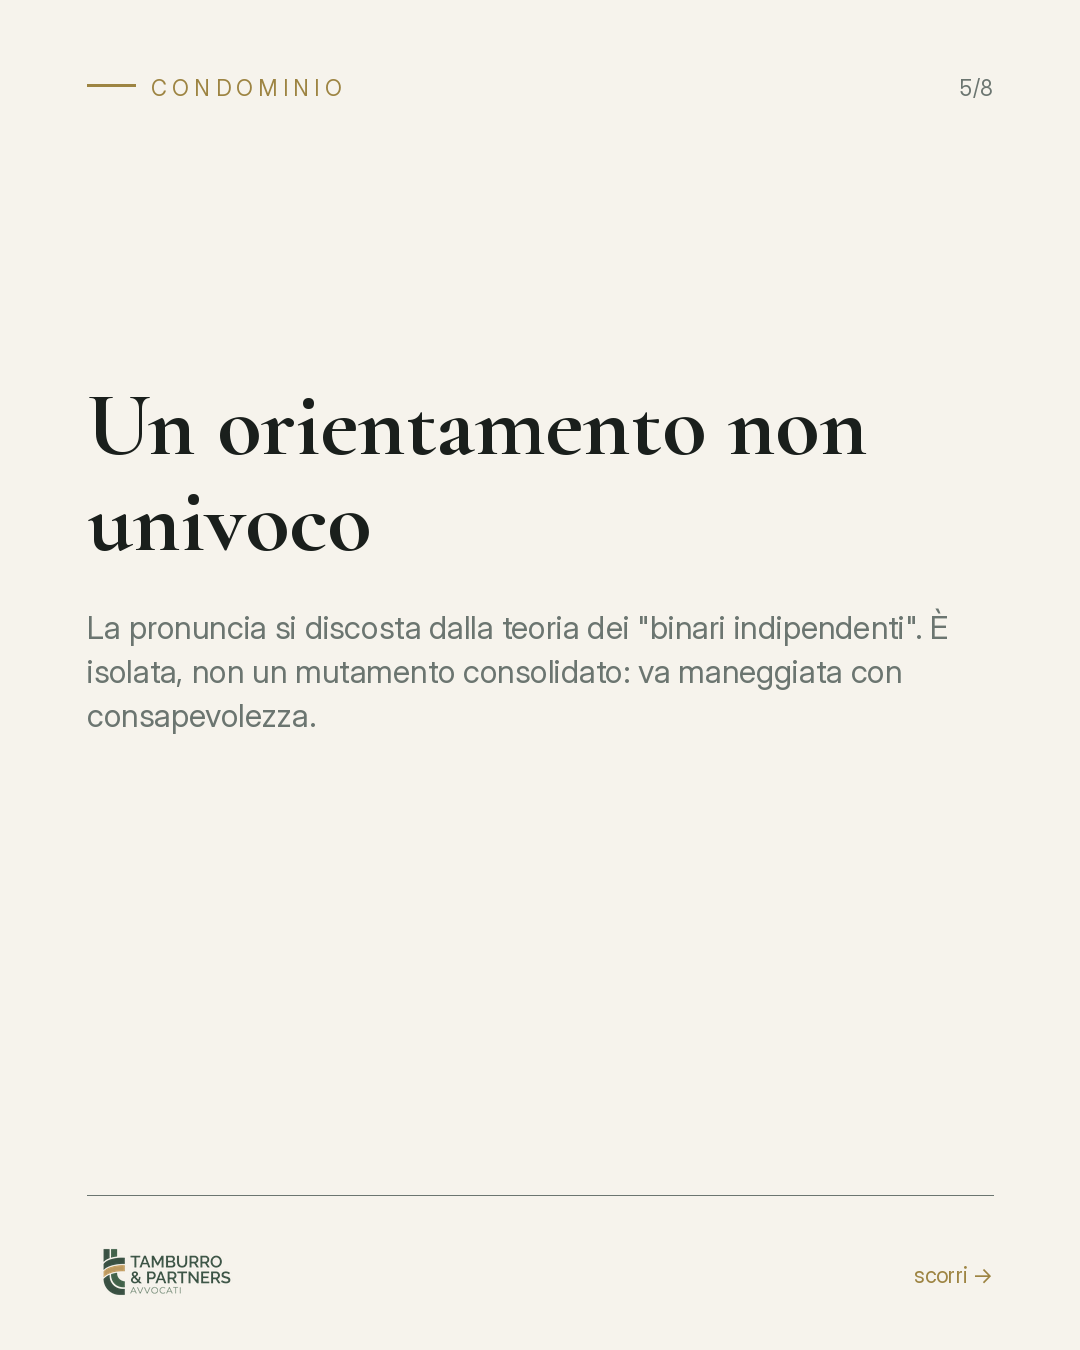 CONDOMINIO
5/8
Un orientamento non
univoco
La pronuncia si discosta dalla teoria dei "binari indipendenti". È
isolata, non un mutamento consolidato: va maneggiata con
consapevolezza.
TAMBURRO
& PARTNERS
AVVOCATI
scorri →